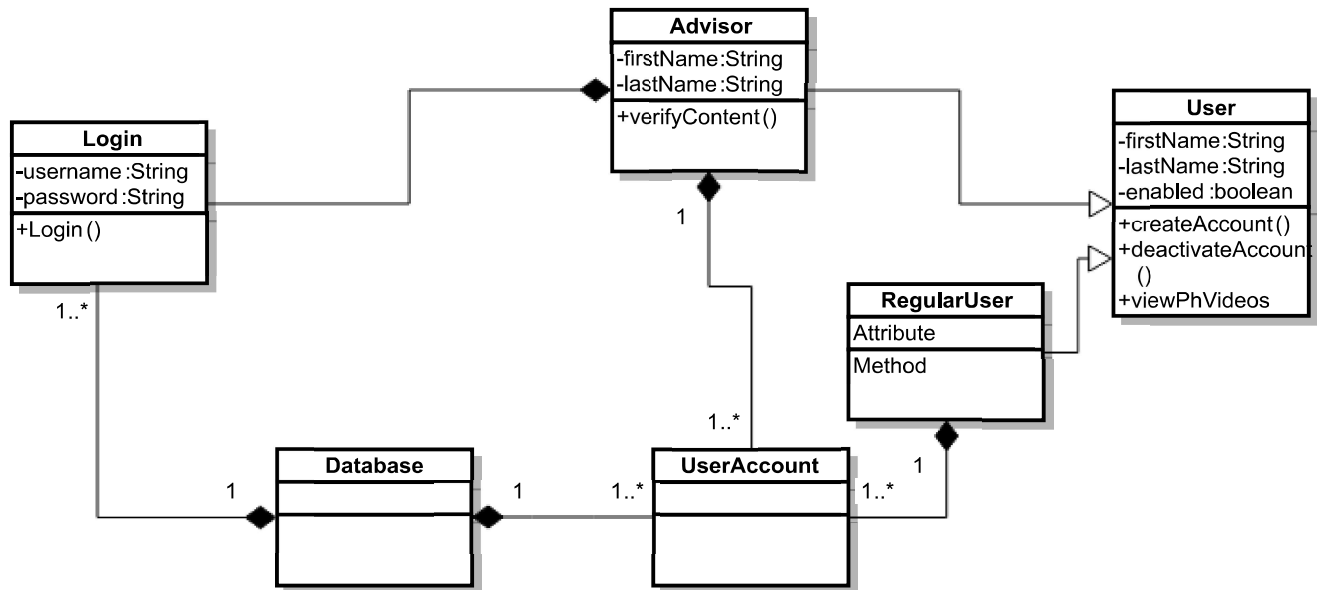 Advisor
-firstName:String
-lastName:String
+verifyContent()
User
-firstName:String
-lastName:String
-enabled:boolean
+createAccount()
+deactivateAccount
()
+viewPhVideos
Login
-username:String
-password:String
+Login()
1
1..*
RegularUser
Attribute
Method
1..*
Database
UserAccount
1
1
1..*
1..*
1